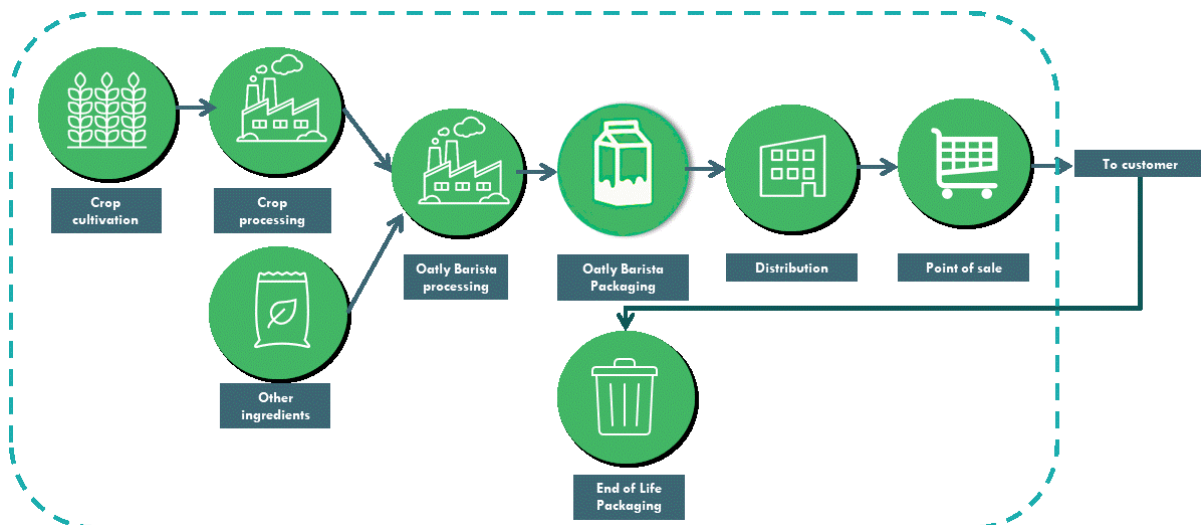 Crop
cultivation
Crop
processing
Other
ingredients
Oatly Barista
processing
Oatly Barista
Packaging
Distribution
Point of sale
To customer
End of Life
Packaging